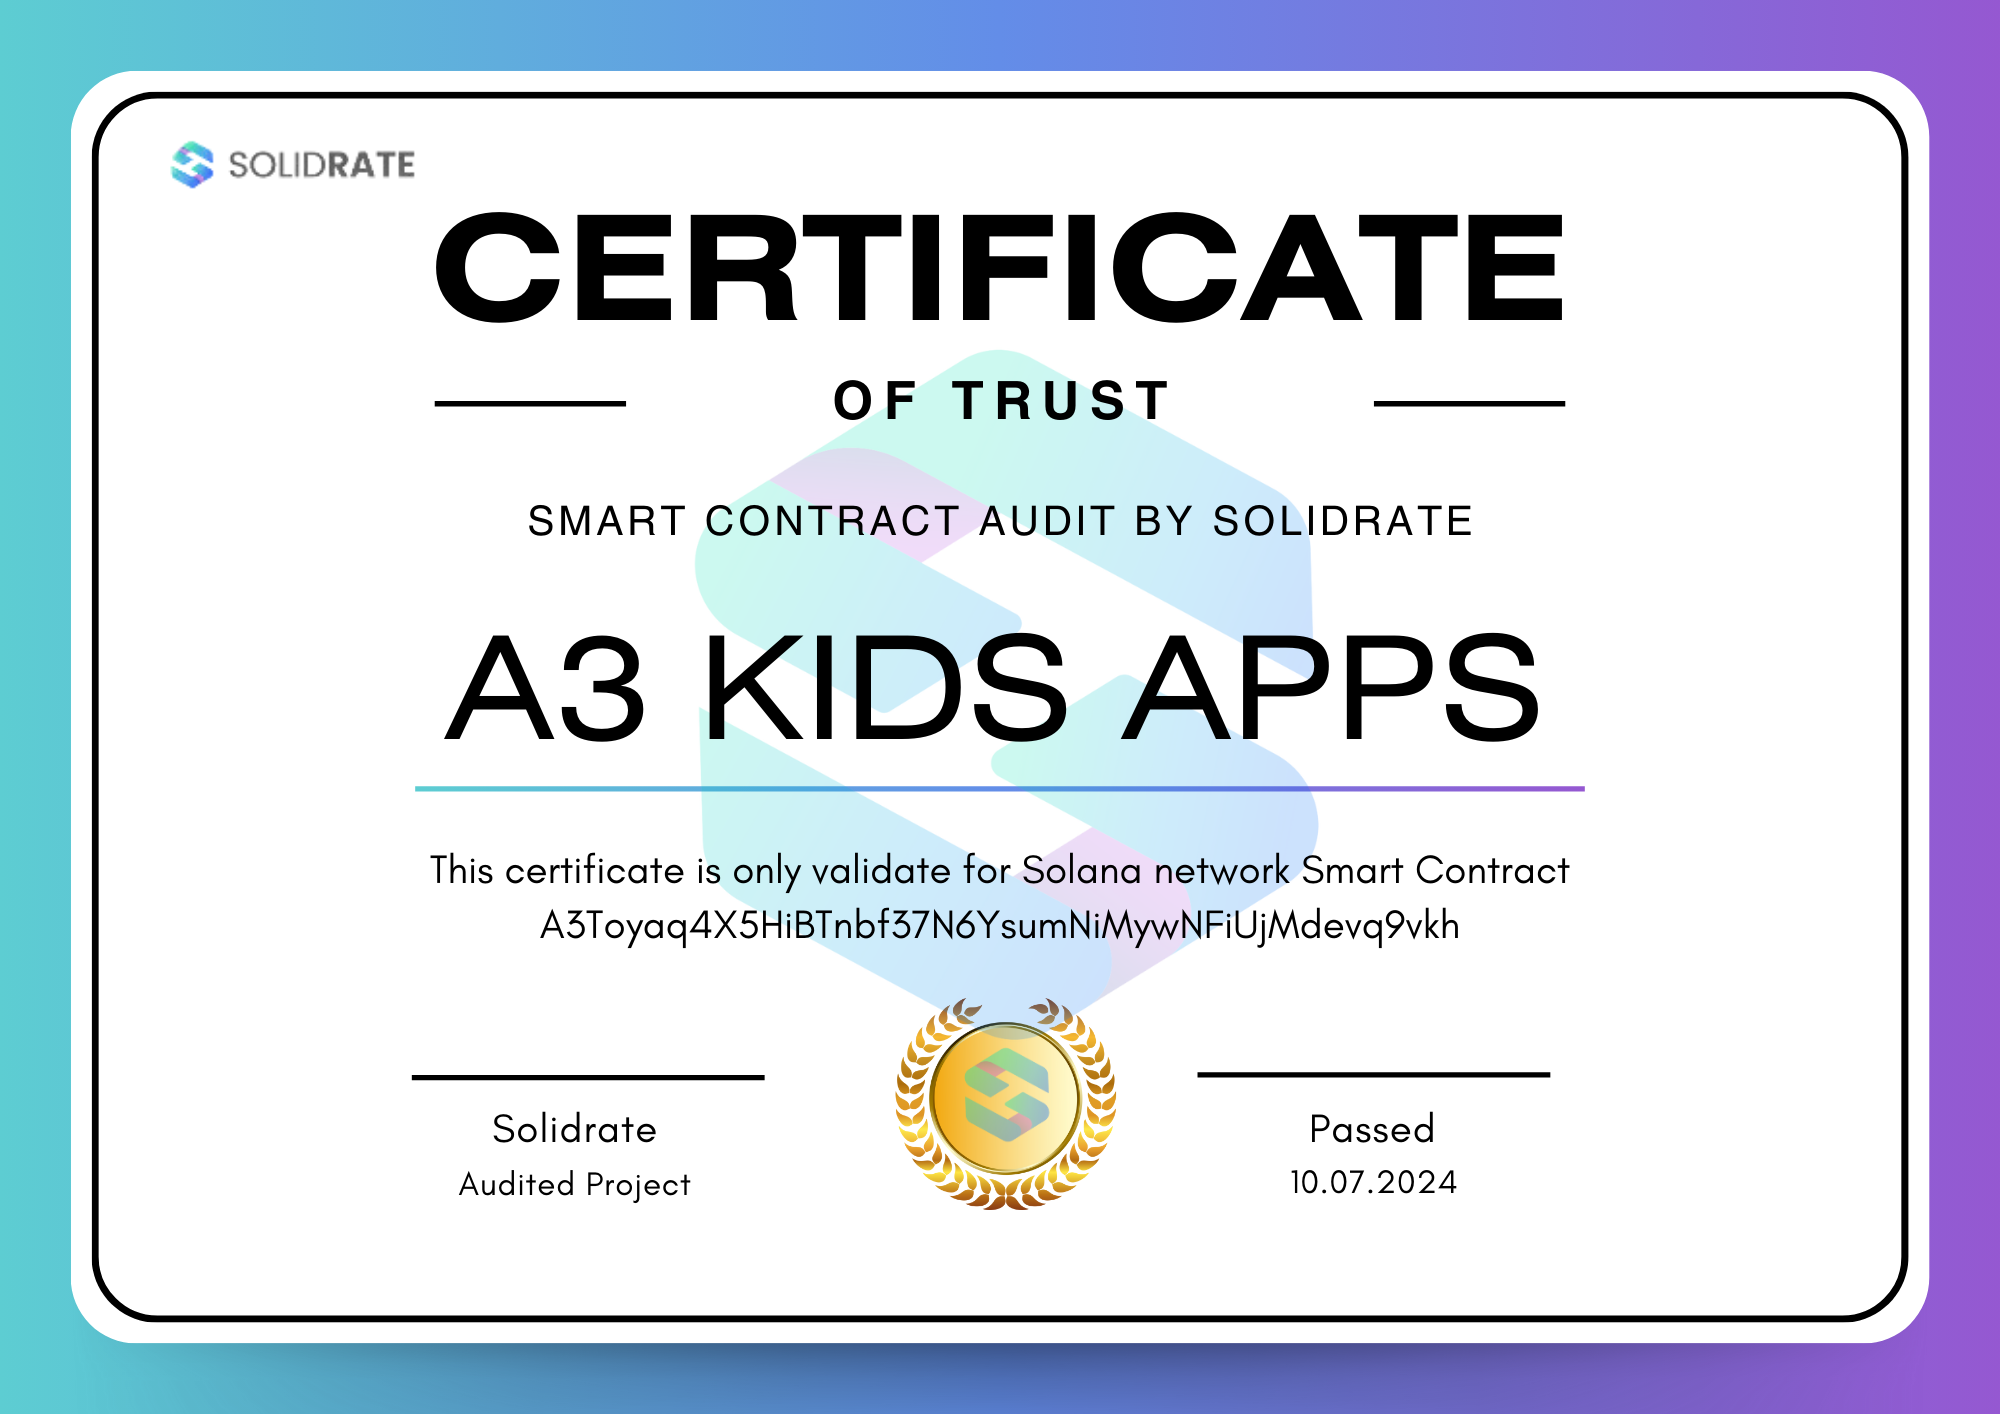 SOLIDRATE
CERTIFICATE
OF TRUST
SMART CONTRACT AUDIT BY SOLIDRATE
A3 KIDS APPS
This certificate is only validate for Solana network Smart Contract
A3Toyaq4X5HiBTnbf37N6YsumNiMywNFiUjMdevq9vkh
Solidrate
Audited Project
Passed
10.07.2024